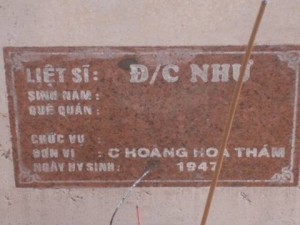 LIỆT SĨ: Đ/C NHƯ
SINH NĂM :
QUÊ QUÁN :
CHỨC VỤ :
ĐƠN VỊ : C HOÀNG HOA THÁM
NGÀY HY SINH: 1947